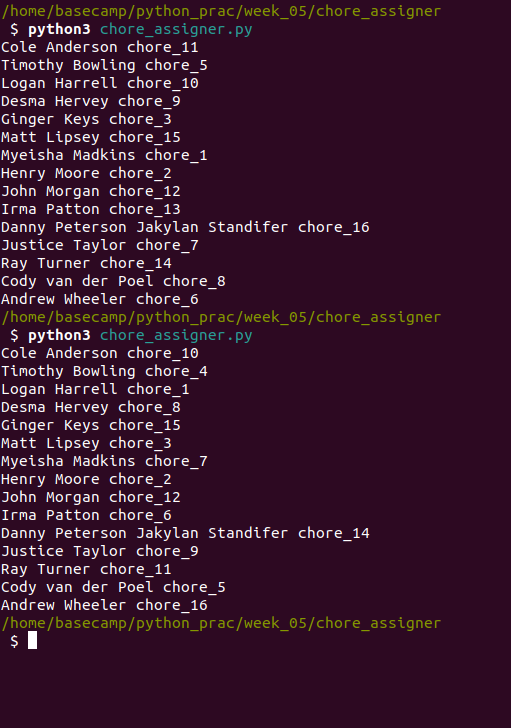 /home/basecamp/python_prac/week_05/chore_assigner
$ python3 chore_assigner.py
Cole Anderson chore_11
Timothy Bowling chore_5
Logan Harrell chore_10
Desma Hervey chore_9
Ginger Keys chore_3
Matt Lipsey chore_15
Myeisha Madkins chore_1
Henry Moore chore_2
John Morgan chore_12
Irma Patton chore_13
Danny Peterson Jakylan Standifer chore_16
Justice Taylor chore_7
Ray Turner chore_14
Cody van der Poel chore_8
Andrew Wheeler chore_6
/home/basecamp/python_prac/week_05/chore_assigner
$ python3 chore_assigner.py
Cole Anderson chore_10
Timothy Bowling chore_4
Logan Harrell chore_1
Desma Hervey chore_8
Ginger Keys chore_15
Matt Lipsey chore_3
Myeisha Madkins chore_7
Henry Moore chore_2
John Morgan chore_12
Irma Patton chore_6
Danny Peterson Jakylan Standifer chore_14
Justice Taylor chore_9
Ray Turner chore_11
Cody van der Poel chore_5
Andrew Wheeler chore_16
/home/basecamp/python_prac/week_05/chore_assigner
$